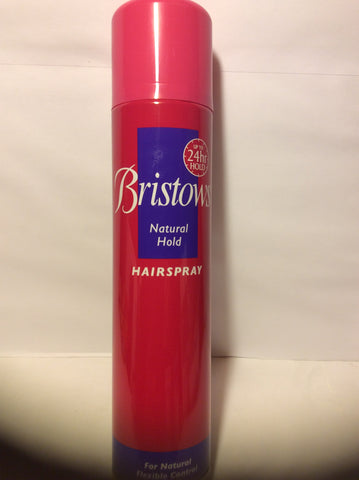 UP TO
24hr
HOLD
Bristows
Natural
Hold
HAIRSPRAY
For Natural
Flexible Control